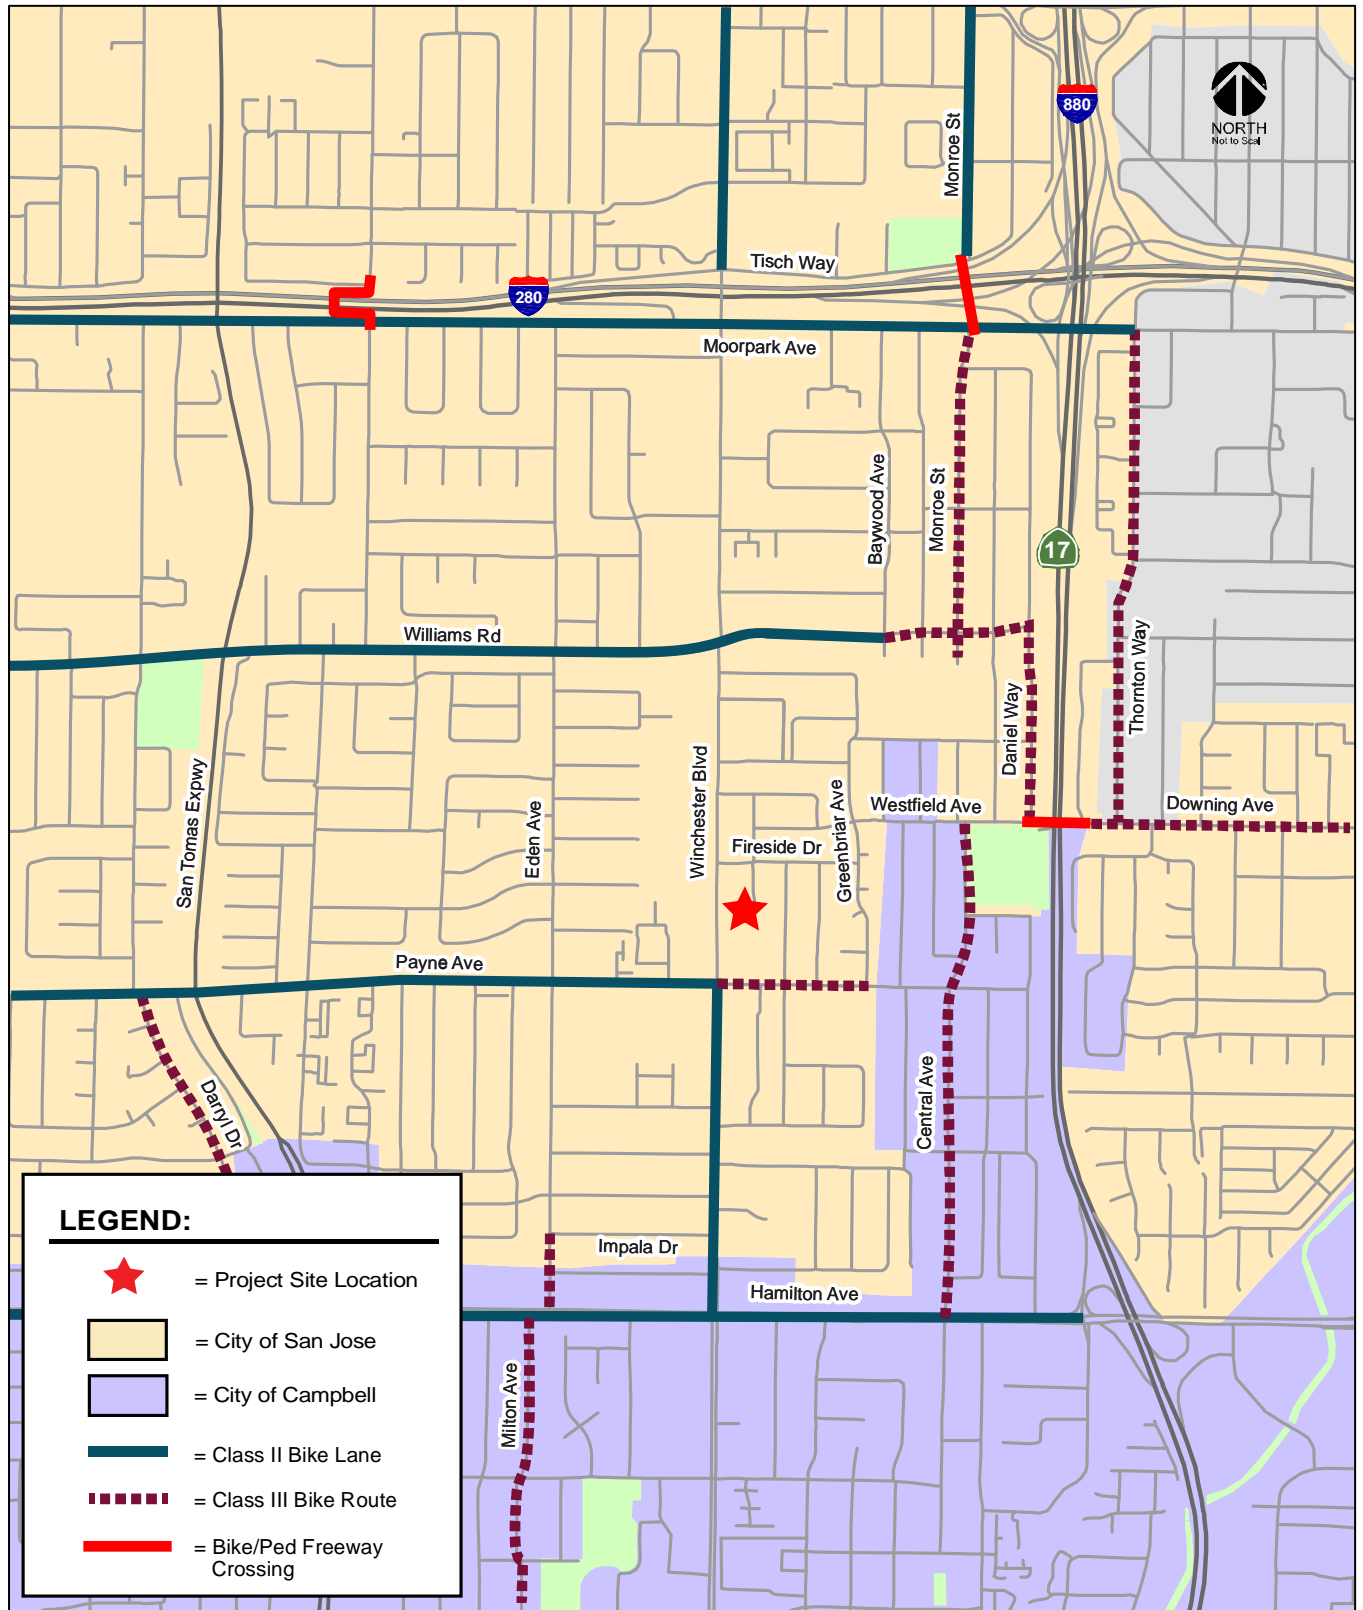 Monroe St
880
NORTH
Not to Scal
Tisch Way
280
Moorpark Ave
Baywood Ave
Monroe St
17
Williams Rd
Thornton Way
Daniel Way
San Tomas Expwy
Eden Ave
Winchester Blvd
Greenbriar Ave
Westfield Ave
Downing Ave
Fireside Dr
Payne Ave
Central Ave
Darryl Dr
Impala Dr
Hamilton Ave
Milton Ave
LEGEND:
= Project Site Location
= City of San Jose
= City of Campbell
= Class II Bike Lane
= Class III Bike Route
= Bike/Ped Freeway
Crossing